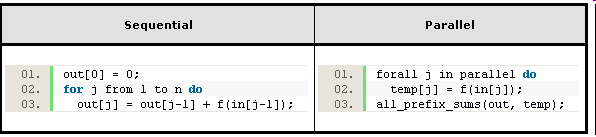 Sequential
Parallel
01. out[0] = 0;
02. for j from 1 to n do
03. out[j] = out[j-1] + f(in[j-1]);
01. forall j in parallel do
02. temp[j] = f(in[j]);
03. all_prefix_sums(out, temp);